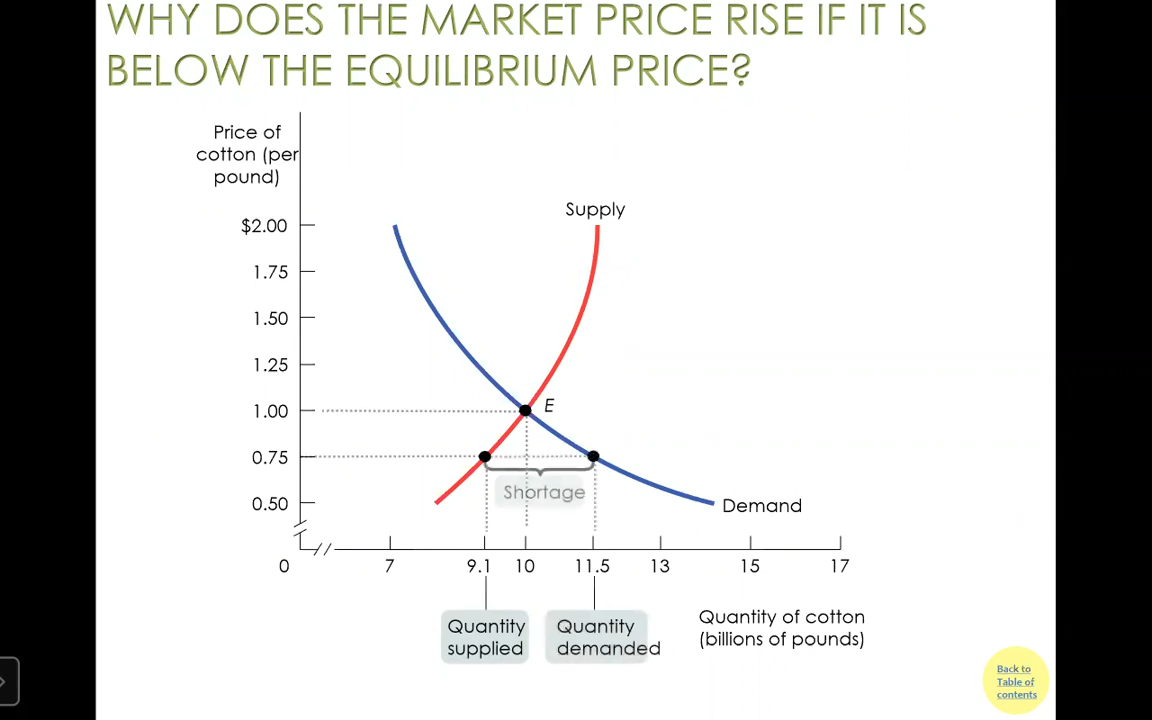 WHY DOES THE MARKET PRICE RISE IF IT IS
BELOW THE EQUILIBRIUM PRICE?
Price of
cotton (per
pound)
Supply
$2.00
1.75
1.50
1.25
1.00
E
0.75
Shortage
0.50
Demand
0
7
9.1
10
11.5
13
15
17
Quantity
supplied
Quantity
demanded
Quantity of cotton
(billions of pounds)
Back to
Table of
contents